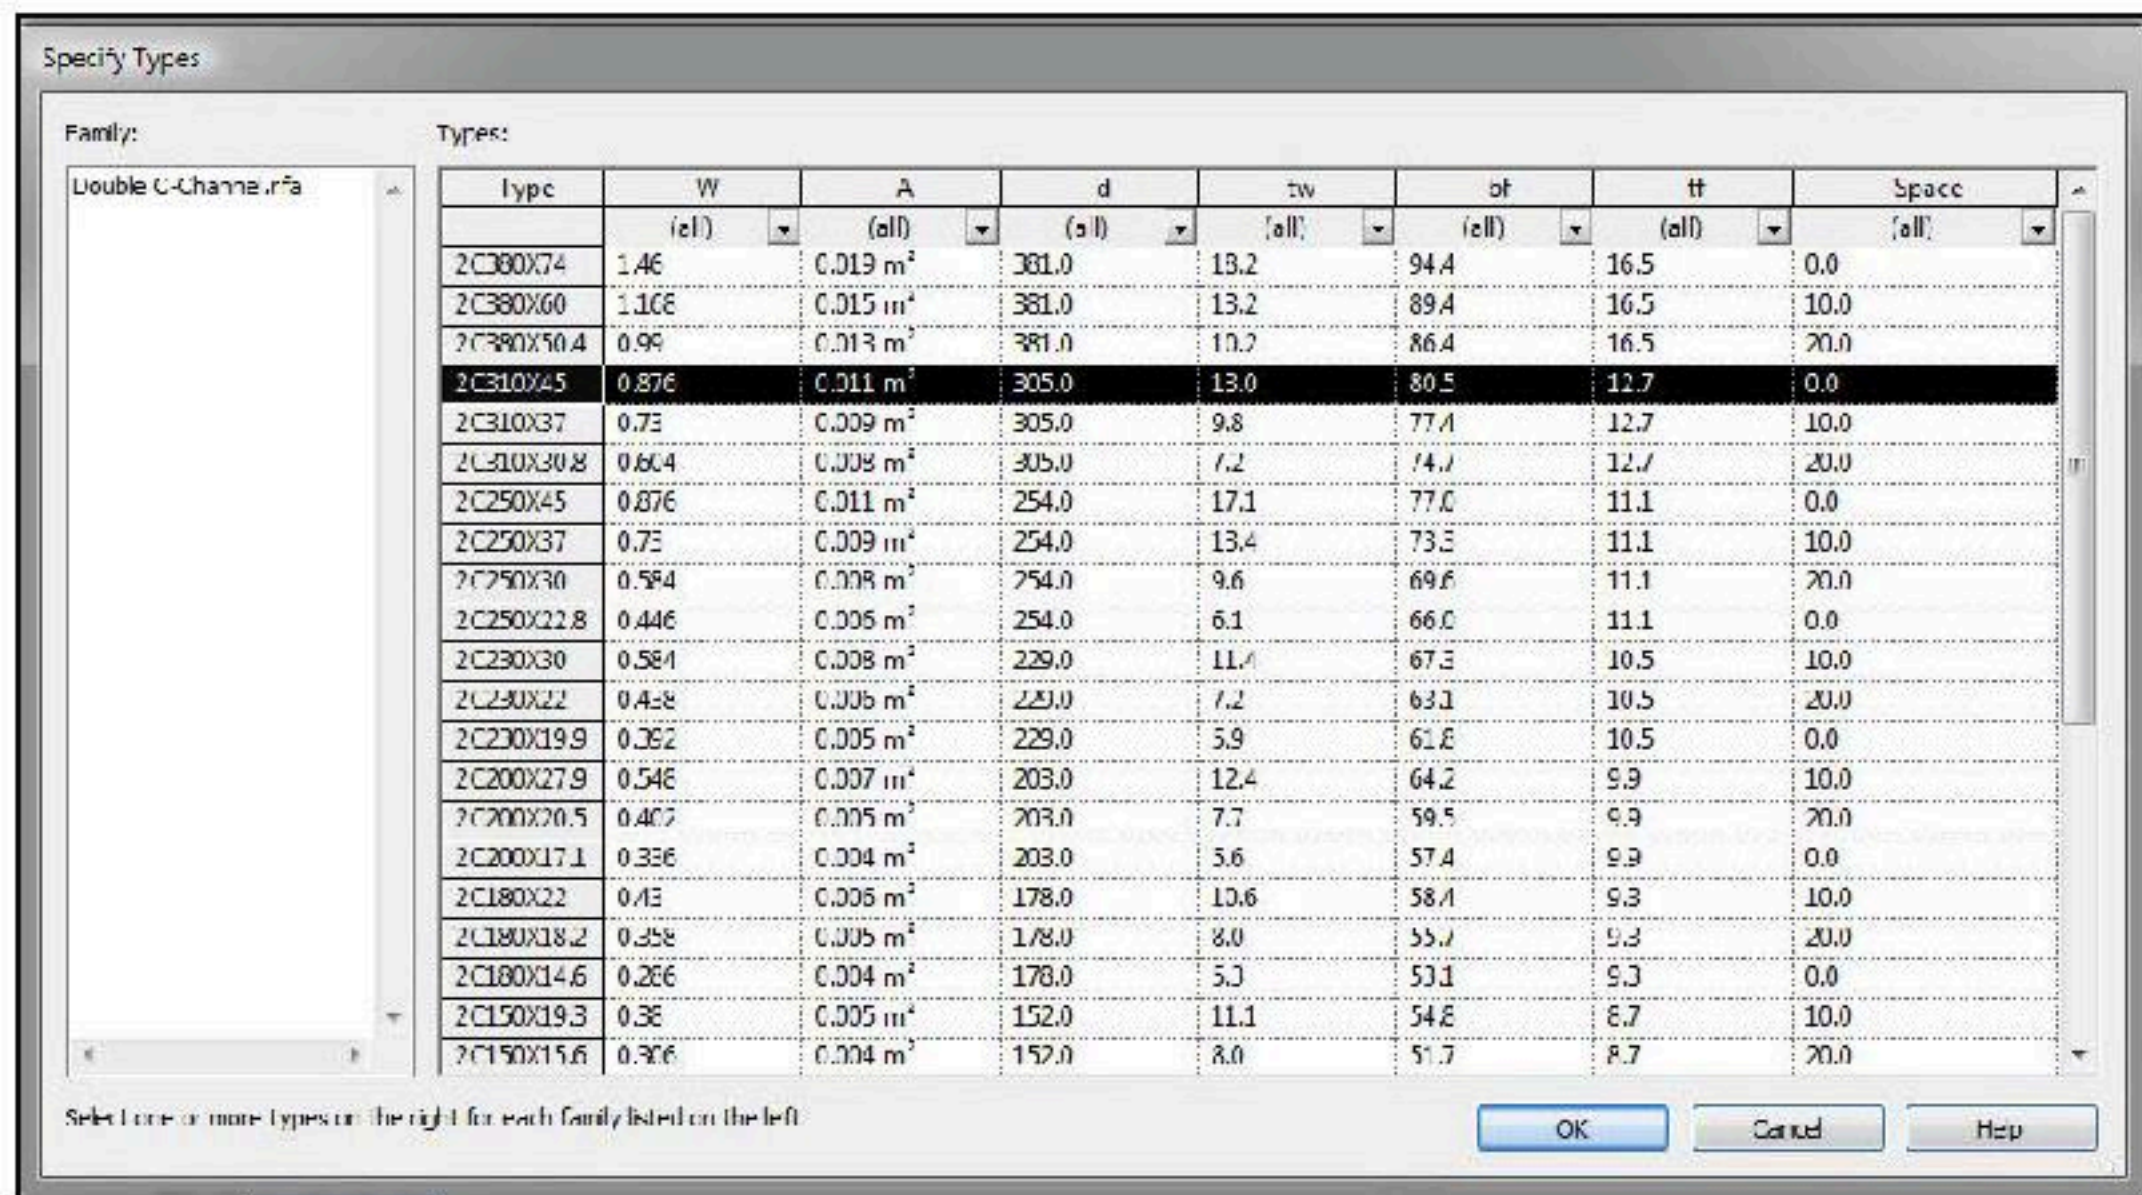 Specify Types
Family: Types:
Double C-Channel.rfa
Type W A d tw bf tf Space
(all) (all) (all) (all) (all) (all) (all)
2C380X74 1.46 0.019 m² 381.0 18.2 94.4 16.5 0.0
2C380X60 1.168 0.015 m² 381.0 13.2 89.4 16.5 10.0
2C380X50.4 0.99 0.013 m² 381.0 10.2 86.4 16.5 20.0
2C310X45 0.876 0.011 m² 305.0 13.0 80.5 12.7 0.0
2C310X37 0.73 0.009 m² 305.0 9.8 77.4 12.7 10.0
2C310X30.8 0.604 0.008 m² 305.0 7.2 74.7 12.7 20.0
2C250X45 0.876 0.011 m² 254.0 17.1 77.0 11.1 0.0
2C250X37 0.73 0.009 m² 254.0 13.4 73.3 11.1 10.0
2C250X30 0.584 0.008 m² 254.0 9.6 69.6 11.1 20.0
2C250X22.8 0.446 0.006 m² 254.0 6.1 66.0 11.1 0.0
2C230X30 0.584 0.008 m² 229.0 11.4 67.3 10.5 10.0
2C230X22 0.438 0.006 m² 229.0 7.2 63.1 10.5 20.0
2C230X19.9 0.392 0.005 m² 229.0 5.9 61.8 10.5 0.0
2C200X27.9 0.548 0.007 m² 203.0 12.4 64.2 9.9 10.0
2C200X20.5 0.402 0.005 m² 203.0 7.7 59.5 9.9 20.0
2C200X17.1 0.336 0.004 m² 203.0 5.6 57.4 9.9 0.0
2C180X22 0.43 0.006 m² 178.0 10.6 58.4 9.3 10.0
2C180X18.2 0.358 0.005 m² 178.0 8.0 55.7 9.3 20.0
2C180X14.6 0.286 0.004 m² 178.0 5.3 53.1 9.3 0.0
2C150X19.3 0.38 0.005 m² 152.0 11.1 54.8 8.7 10.0
2C150X15.6 0.306 0.004 m² 152.0 8.0 51.7 8.7 20.0
Select one or more types on the right for each family listed on the left
OK Cancel Help